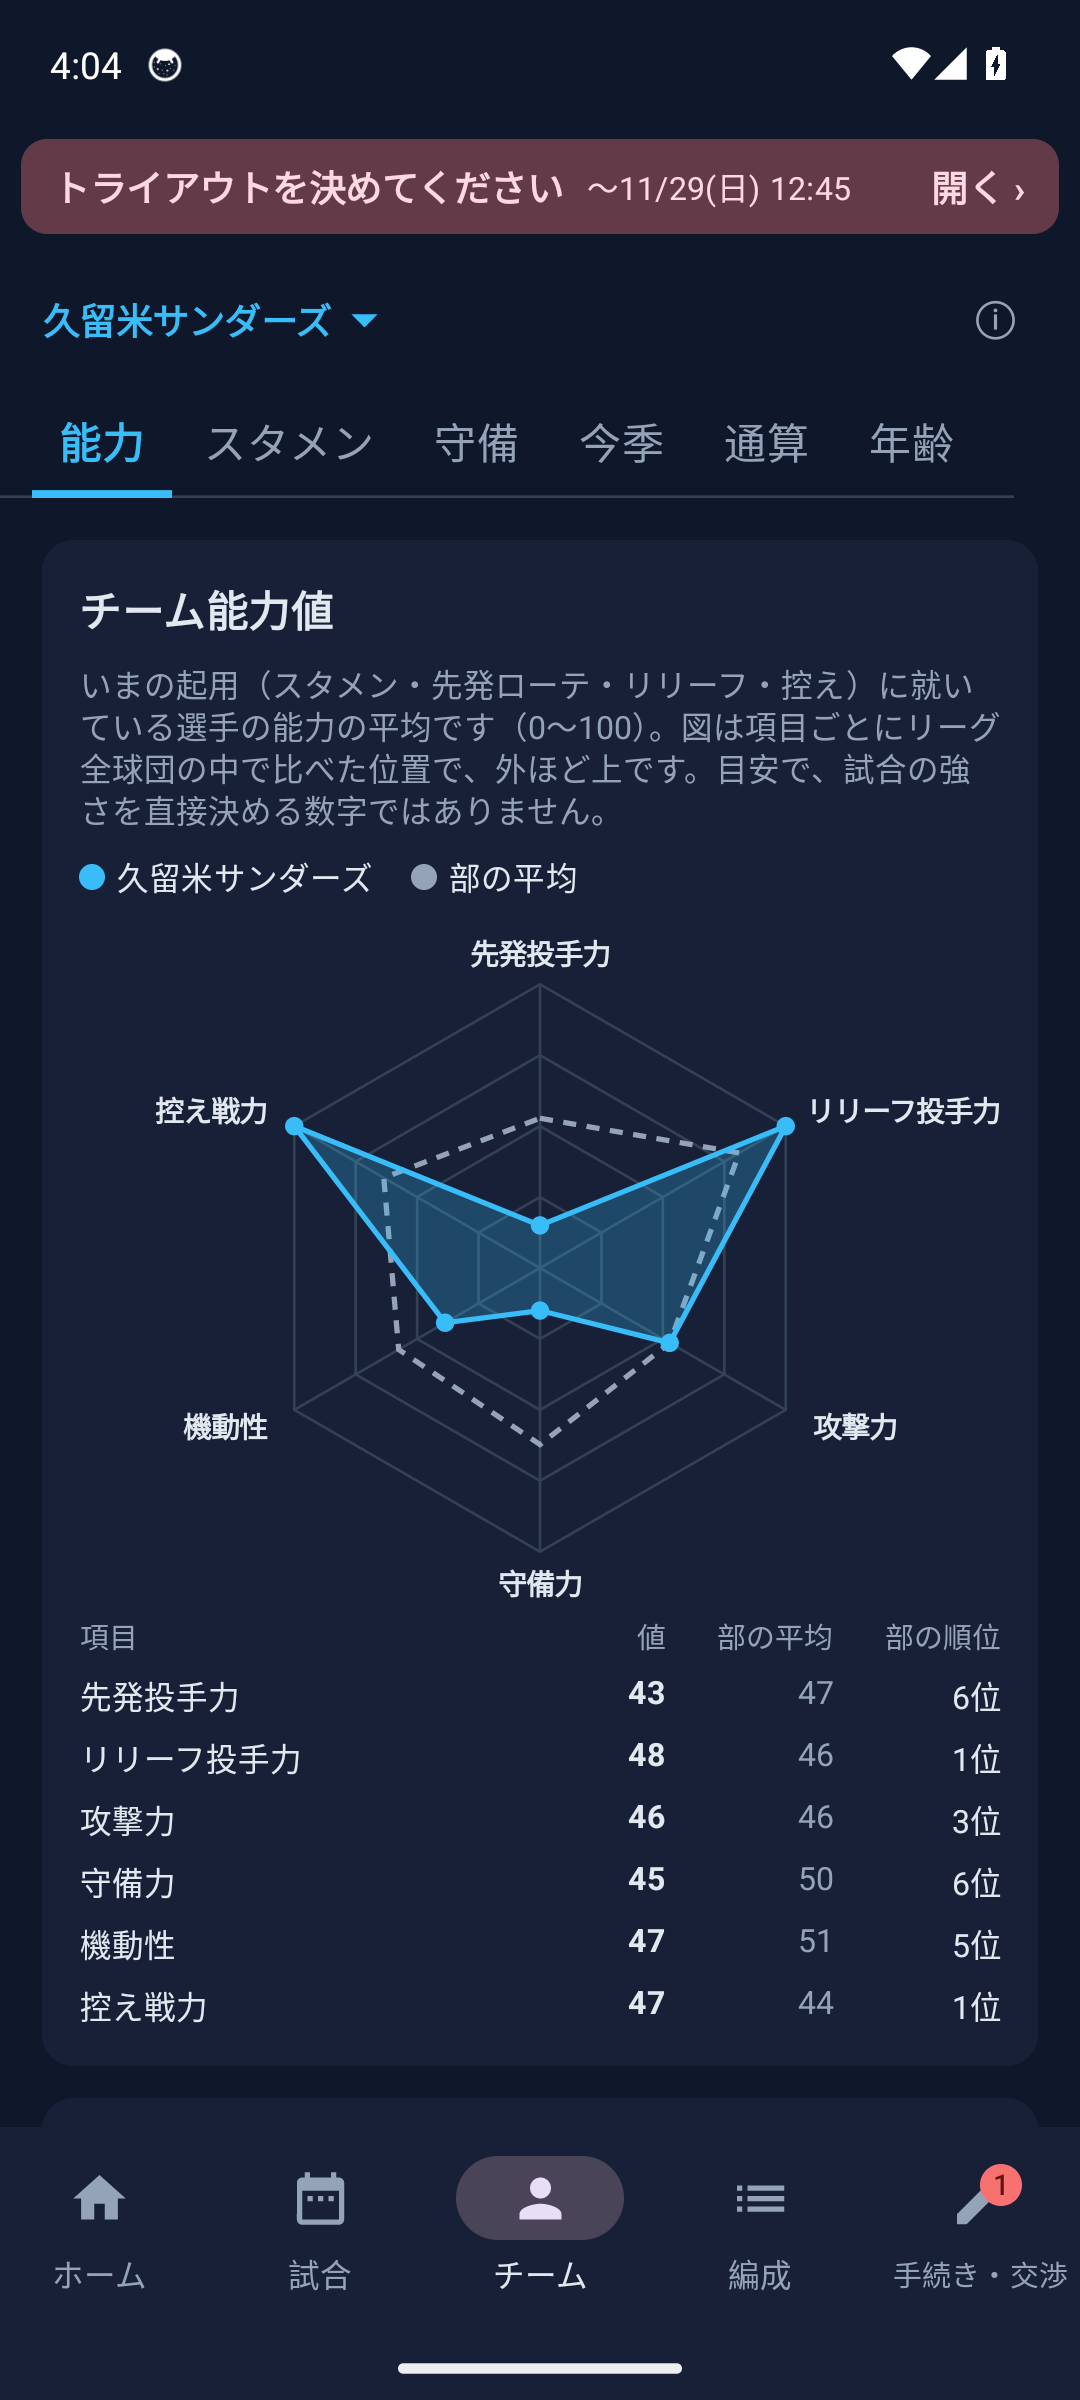 4:04
トライアウトを決めてください ～11/29(日) 12:45 開く ›
久留米サンダーズ
能力 スタメン 守備 今季 通算 年齢
チーム能力値
いまの起用（スタメン・先発ローテ・リリーフ・控え）に就い
ている選手の能力の平均です（0〜100）。図は項目ごとにリーグ
全球団の中で比べた位置で、外ほど上です。目安で、試合の強
さを直接決める数字ではありません。
久留米サンダーズ 部の平均
先発投手力
控え戦力 リリーフ投手力
機動性 攻撃力
守備力
項目 値 部の平均 部の順位
先発投手力 43 47 6位
リリーフ投手力 48 46 1位
攻撃力 46 46 3位
守備力 45 50 6位
機動性 47 51 5位
控え戦力 47 44 1位
1
ホーム 試合 チーム 編成 手続き・交渉